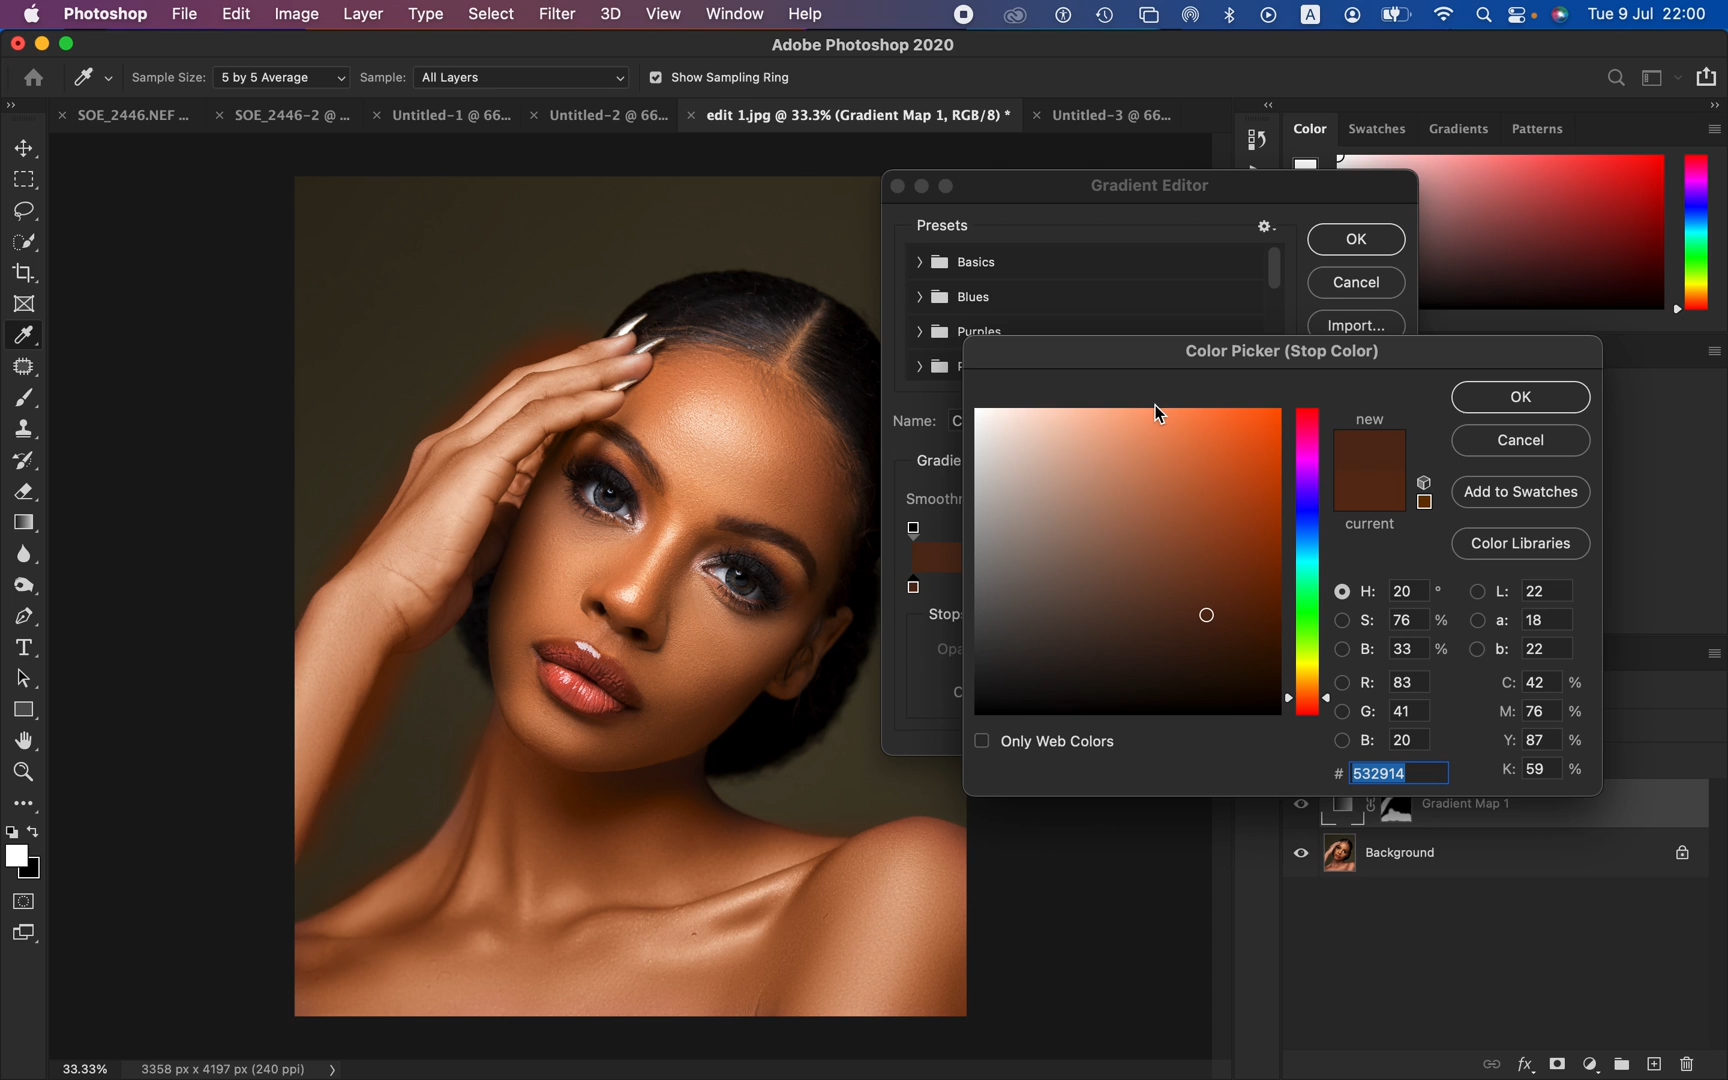 Photoshop File Edit Image Layer Type Select Filter 3D View Window Help A Tue 9 Jul 22:00
Adobe Photoshop 2020
Sample Size: 5 by 5 Average Sample: All Layers Show Sampling Ring
SOE_2446.NEF ... SOE_2446-2 @ ... Untitled-1 @ 66... Untitled-2 @ 66... edit 1.jpg @ 33.3% (Gradient Map 1, RGB/8) * Untitled-3 @ 66...
Color Swatches Gradients Patterns
Gradient Editor
Presets
OK
Basics
Cancel
Blues
Import...
Purples
Color Picker (Stop Color)
OK
Name: C
new
Cancel
Gradie
Smoothn
Add to Swatches
current
Color Libraries
H: 20 ° L: 22
Stop
S: 76 % a: 18
Opa
B: 33 % b: 22
C
R: 83 C: 42 %
G: 41 M: 76 %
Only Web Colors
B: 20 Y: 87 %
# 532914 K: 59 %
Gradient Map 1
Background
33.33% 3358 px x 4197 px (240 ppi)
fx